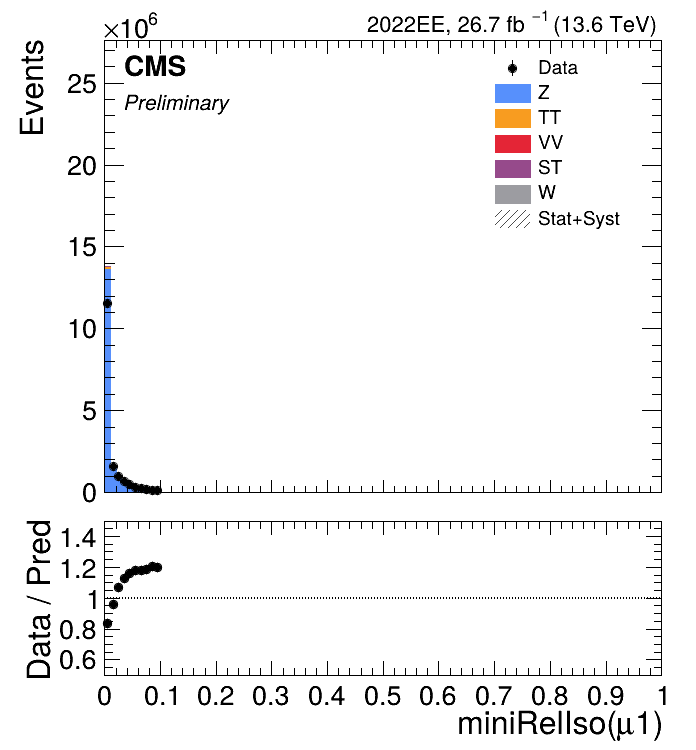 ×10⁶
2022EE, 26.7 fb ⁻¹ (13.6 TeV)
Events
CMS
Preliminary
Data
Z
TT
VV
ST
W
Stat+Syst
25
20
15
10
5
0
Data / Pred
1.4
1.2
1
0.8
0.6
0 0.1 0.2 0.3 0.4 0.5 0.6 0.7 0.8 0.9 1
miniRelIso(μ1)